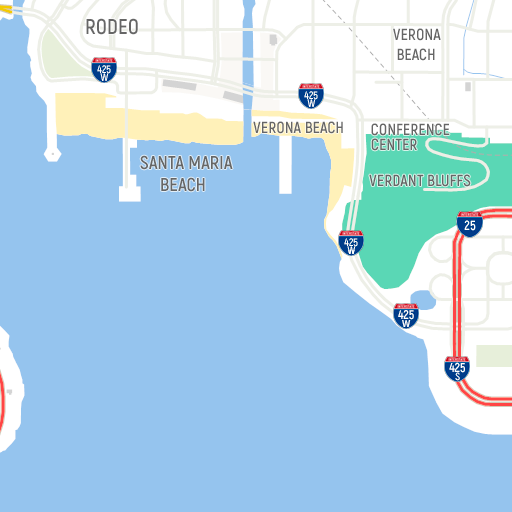 RODEO
VERONA
BEACH
425
W
425
W
VERONA BEACH
CONFERENCE
CENTER
SANTA MARIA
BEACH
VERDANT BLUFFS
25
425
W
425
W
425
S